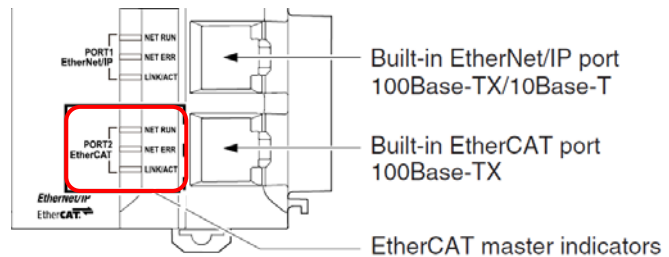 PORT1
EtherNet/IP
NET RUN
NET ERR
LINK/ACT
Built-in EtherNet/IP port
100Base-TX/10Base-T
PORT2
EtherCAT
NET RUN
NET ERR
LINK/ACT
Built-in EtherCAT port
100Base-TX
EtherNet/IP
EtherCAT
EtherCAT master indicators